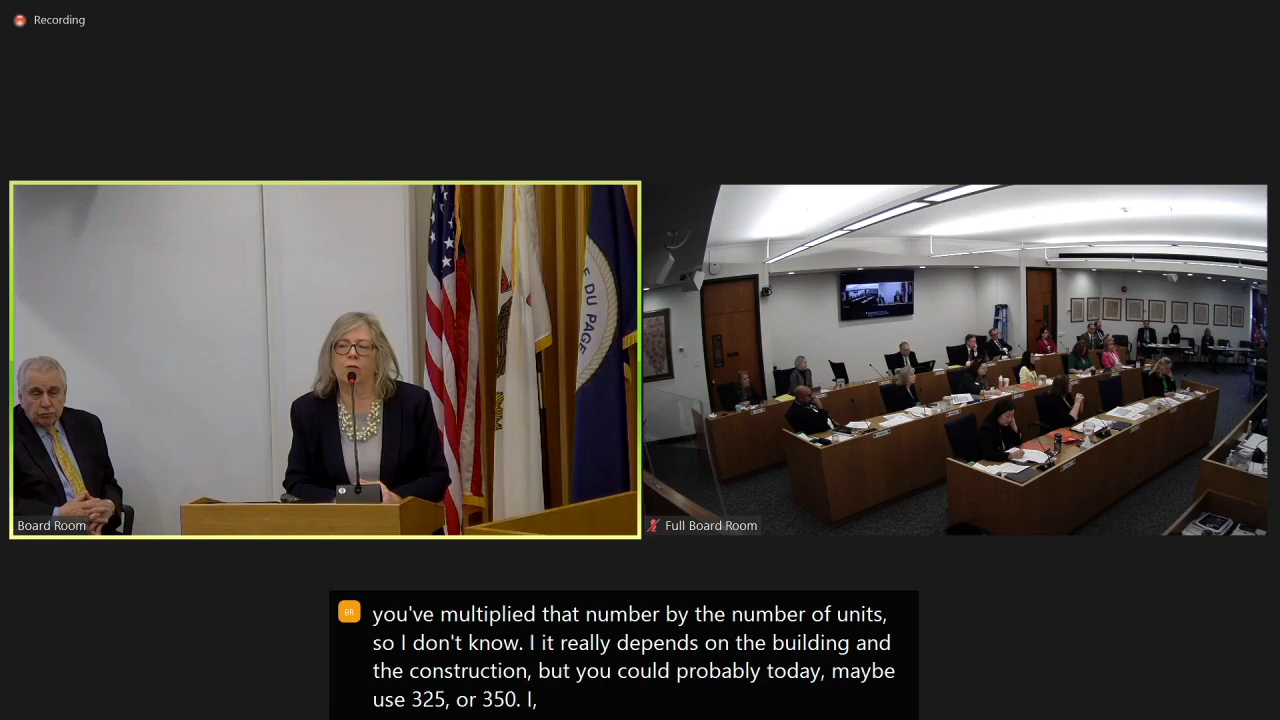 Recording
E DU PAGE
Board Room
Full Board Room
BR
you've multiplied that number by the number of units,
so I don't know. I it really depends on the building and
the construction, but you could probably today, maybe
use 325, or 350. I,